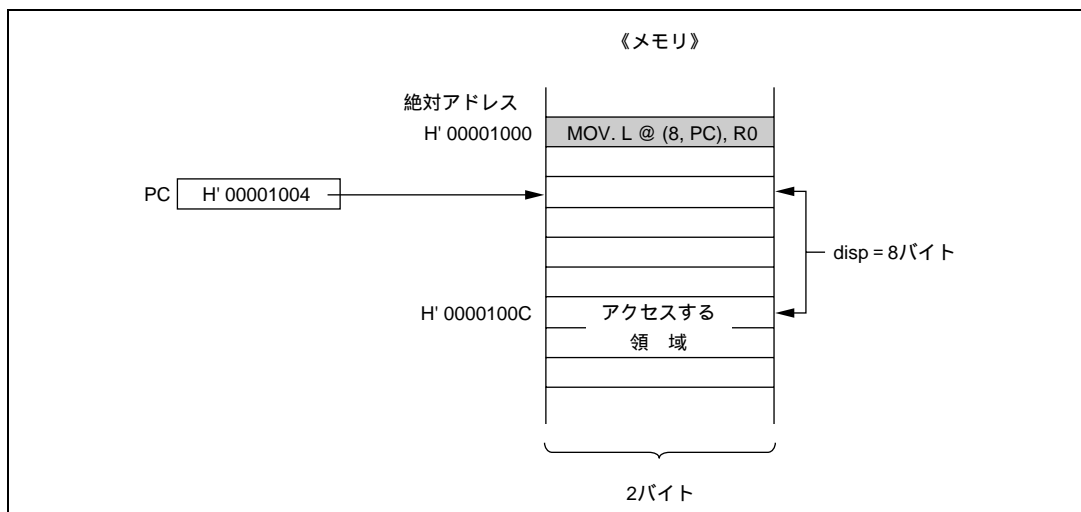 《メモリ》
絶対アドレス
H' 00001000
MOV. L @ (8, PC), R0
PC
H' 00001004
disp = 8バイト
H' 0000100C
アクセスする
領 域
2バイト